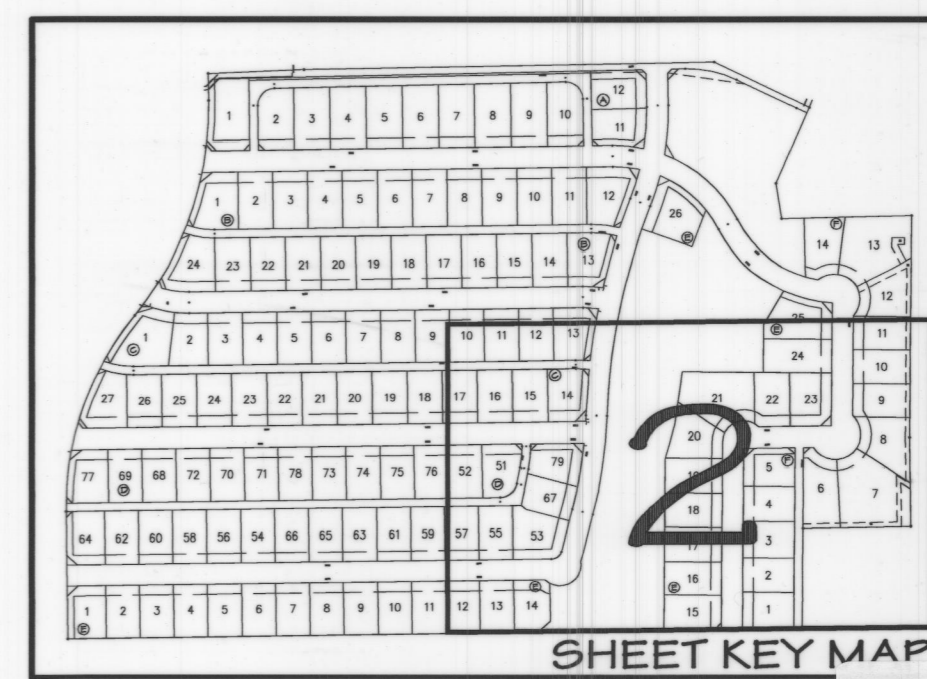 12
A
1 2 3 4 5 6 7 8 9 10 11
1 2 3 4 5 6 7 8 9 10 11 12
B
26
E
F
14 13
24 23 22 21 20 19 18 17 16 15 14 13
B
12
1 2 3 4 5 6 7 8 9 10 11 12 13
C
25
E
11
24
10
27 26 25 24 23 22 21 20 19 18 17 16 15 14
C
21 22 23
9
2
20
8
77 69 68 72 70 71 78 73 74 75 76 52 51 79
D
D
19
5
F
6 7
67
18
4
64 62 60 58 56 54 66 65 63 61 59 57 55 53
17
3
16
E
2
1 2 3 4 5 6 7 8 9 10 11 12 13 14
E
E
15
1
SHEET KEY MAP